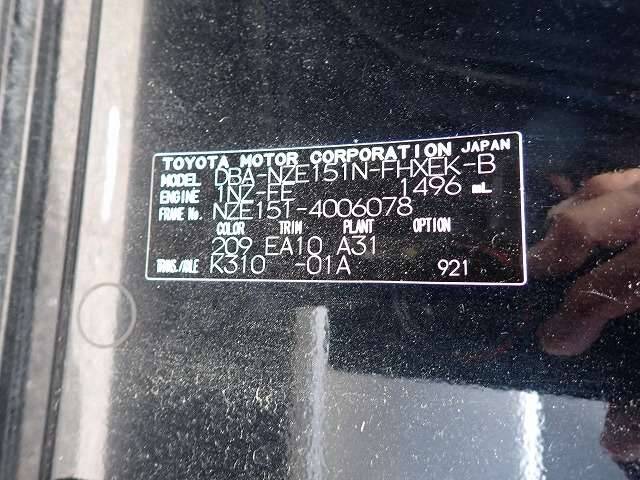 TOYOTA MOTOR CORPORATION JAPAN
MODEL DBA-NZE151N-FHXEK-B
ENGINE 1NZ-FE 1496 mL
FRAME No. NZE151-4006078
COLOR TRIM PLANT OPTION
209 EA10 A31
TRANS./AXLE K310 -01A 921